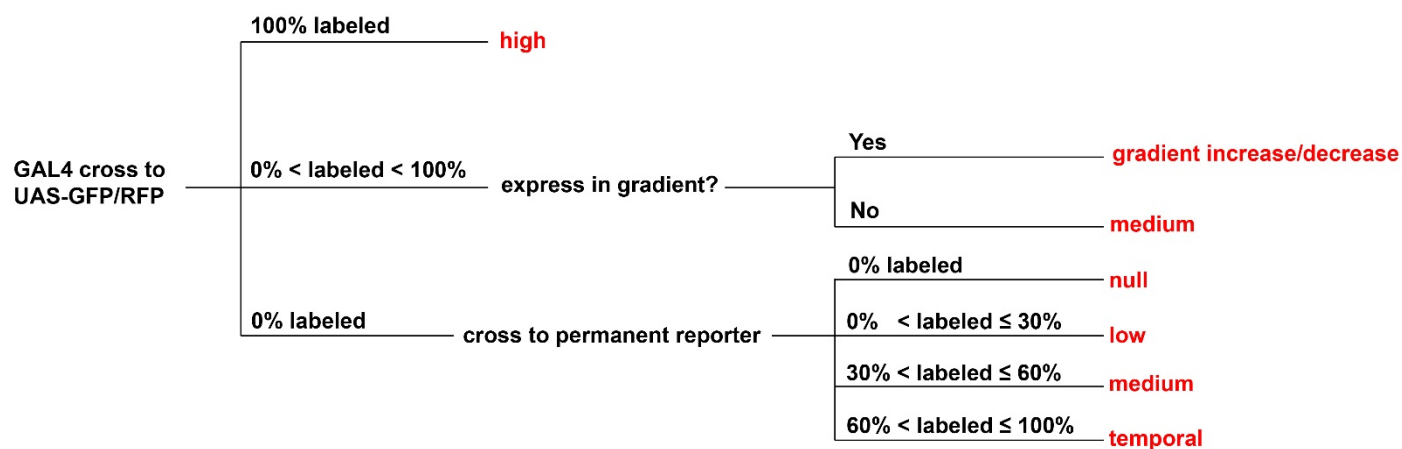 100% labeled
high
GAL4 cross to
UAS-GFP/RFP
0% < labeled < 100%
express in gradient?
Yes
gradient increase/decrease
No
medium
0% labeled
cross to permanent reporter
0% labeled
null
0% < labeled ≤ 30%
low
30% < labeled ≤ 60%
medium
60% < labeled ≤ 100%
temporal